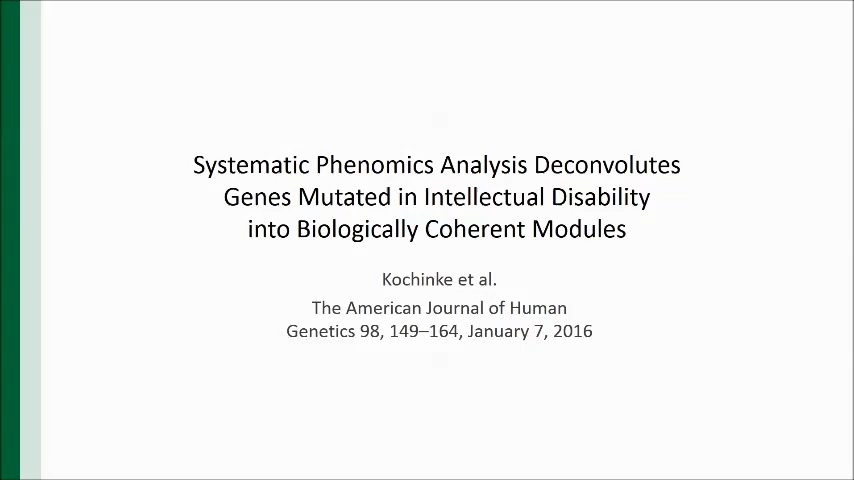 Systematic Phenomics Analysis Deconvolutes
Genes Mutated in Intellectual Disability
into Biologically Coherent Modules
Kochinke et al.
The American Journal of Human
Genetics 98, 149–164, January 7, 2016